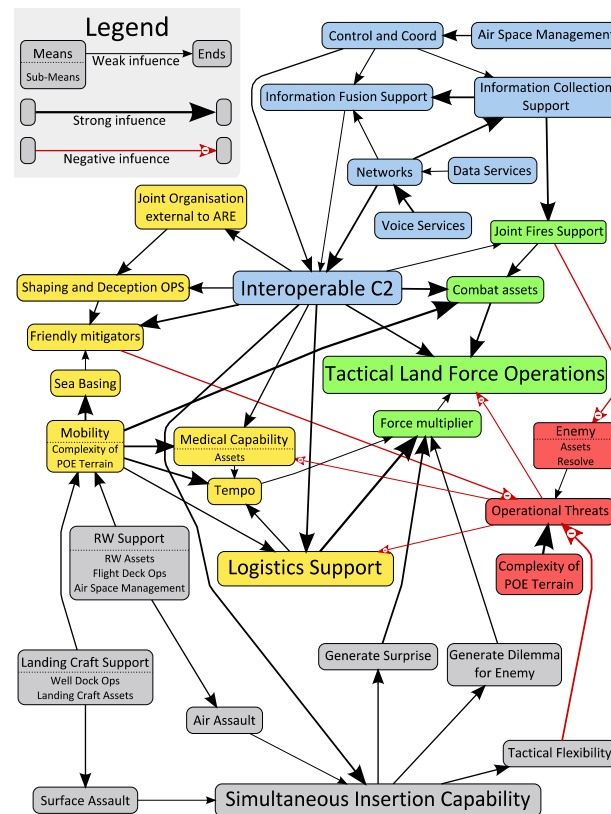 Legend
Means
Sub-Means
Weak infuence
Ends
Strong infuence
Negative infuence
Control and Coord
Air Space Management
Information Fusion Support
Information Collection
Support
Networks
Data Services
Voice Services
Joint Organisation
external to ARE
Joint Fires Support
Shaping and Deception OPS
Interoperable C2
Combat assets
Friendly mitigators
Tactical Land Force Operations
Sea Basing
Force multiplier
Mobility
Complexity of
POE Terrain
Medical Capability
Assets
Enemy
Assets
Resolve
Tempo
Operational Threats
RW Support
RW Assets
Flight Deck Ops
Air Space Management
Logistics Support
Complexity of
POE Terrain
Landing Craft Support
Well Dock Ops
Landing Craft Assets
Generate Surprise
Generate Dilemma
for Enemy
Air Assault
Tactical Flexibility
Surface Assault
Simultaneous Insertion Capability